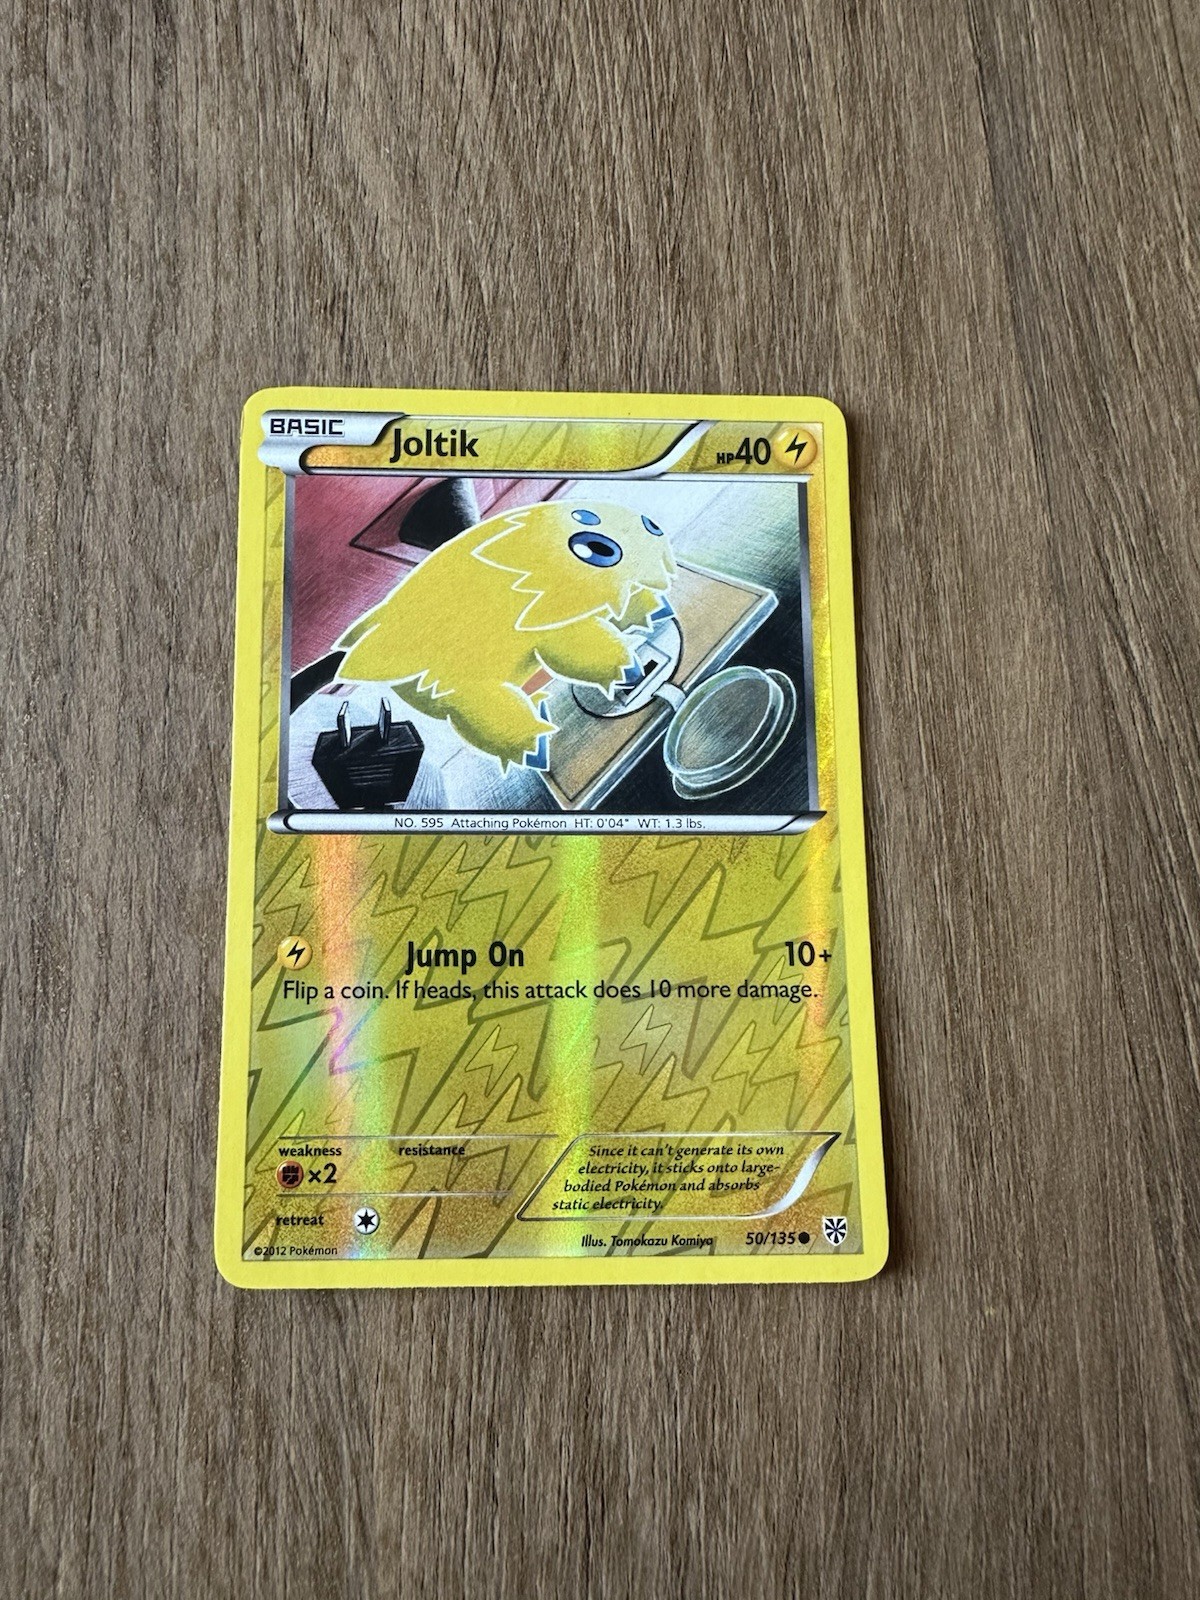 BASIC Joltik HP40
NO. 595 Attaching Pokémon HT: 0'04" WT: 1.3 lbs.
Jump On 10+
Flip a coin. If heads, this attack does 10 more damage.
weakness resistance
×2
retreat
Since it can't generate its own
electricity, it sticks onto large-
bodied Pokémon and absorbs
static electricity.
Illus. Tomokazu Komiya 50/135
©2012 Pokémon